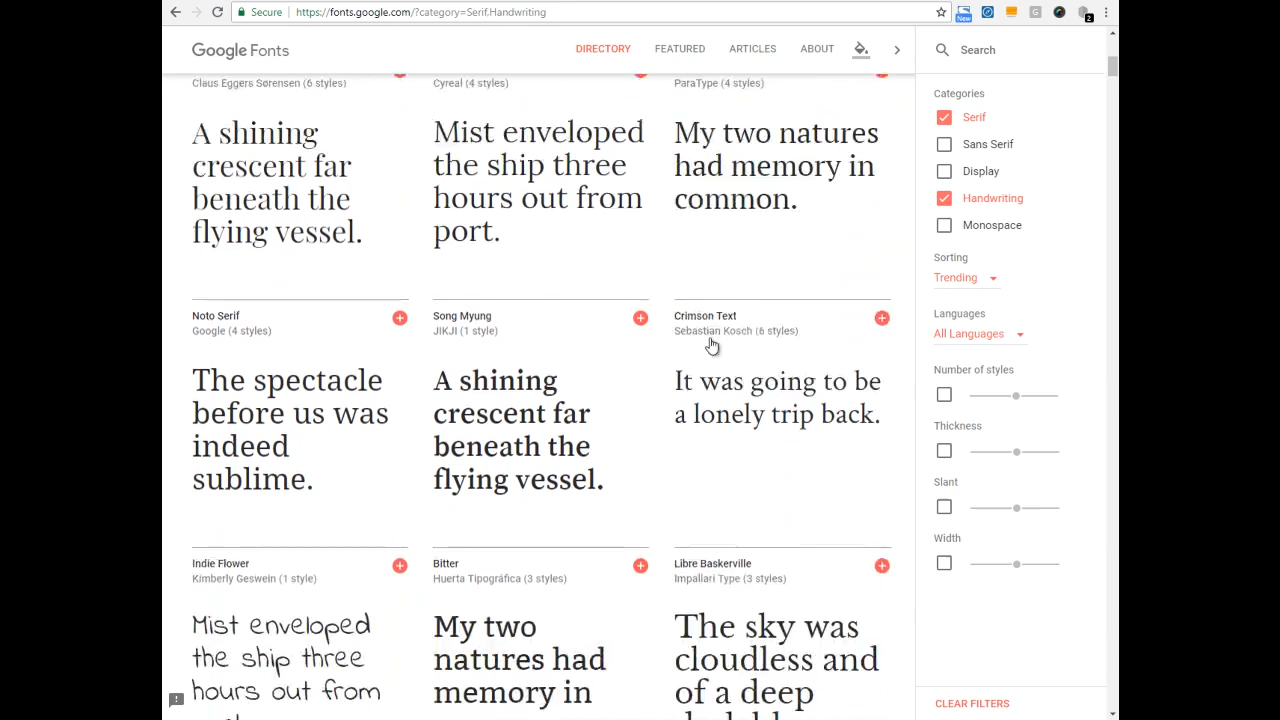 Secure
https://fonts.google.com/?category=Serif,Handwriting
New
G
2
Google Fonts
DIRECTORY
FEATURED
ARTICLES
ABOUT
Search
Claus Eggers Sørensen (6 styles)
Cyreal (4 styles)
ParaType (4 styles)
A shining
crescent far
beneath the
flying vessel.
Mist enveloped
the ship three
hours out from
port.
My two natures
had memory in
common.
Noto Serif
Google (4 styles)
The spectacle
before us was
indeed
sublime.
Song Myung
JIKJI (1 style)
A shining
crescent far
beneath the
flying vessel.
Crimson Text
Sebastian Kosch (6 styles)
It was going to be
a lonely trip back.
Indie Flower
Kimberly Geswein (1 style)
Mist enveloped
the ship three
hours out from
Bitter
Huerta Tipográfica (3 styles)
My two
natures had
memory in
Libre Baskerville
Impallari Type (3 styles)
The sky was
cloudless and
of a deep
Categories
Serif
Sans Serif
Display
Handwriting
Monospace
Sorting
Trending
Languages
All Languages
Number of styles
Thickness
Slant
Width
CLEAR FILTERS